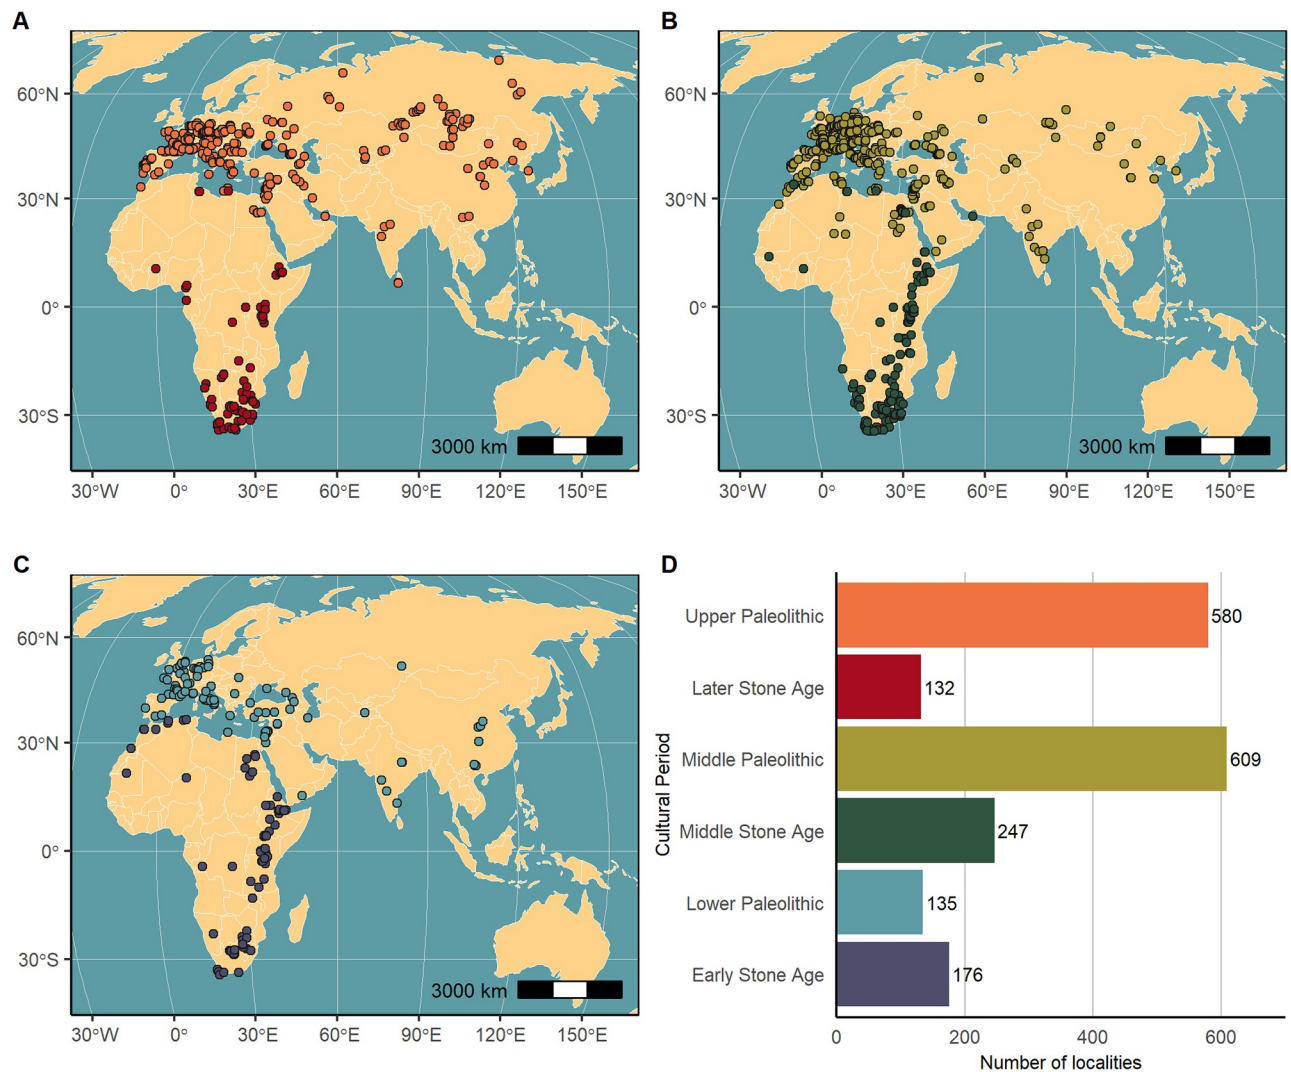 A
60°N
30°N
0°
30°S
3000 km
30°W 0° 30°E 60°E 90°E 120°E 150°E
B
60°N
30°N
0°
30°S
3000 km
30°W 0° 30°E 60°E 90°E 120°E 150°E
C
60°N
30°N
0°
30°S
3000 km
30°W 0° 30°E 60°E 90°E 120°E 150°E
D
Cultural Period
Upper Paleolithic 580
Later Stone Age 132
Middle Paleolithic 609
Middle Stone Age 247
Lower Paleolithic 135
Early Stone Age 176
0 200 400 600
Number of localities